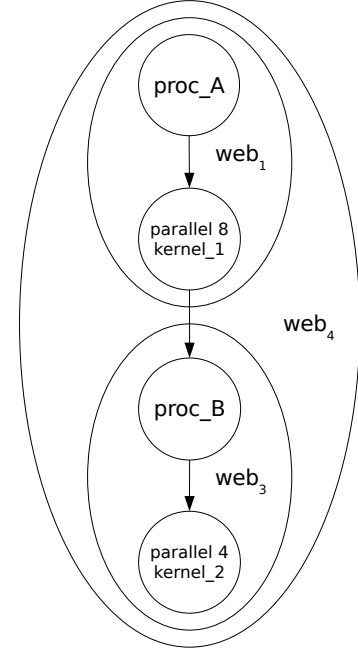 proc_A
web₁
parallel 8
kernel_1
web₄
proc_B
web₃
parallel 4
kernel_2